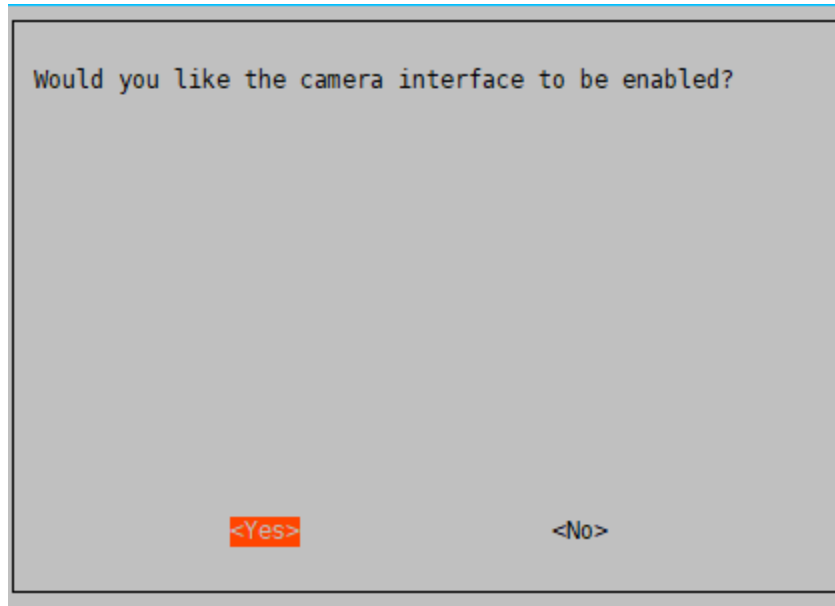 Would you like the camera interface to be enabled?
<Yes> <No>